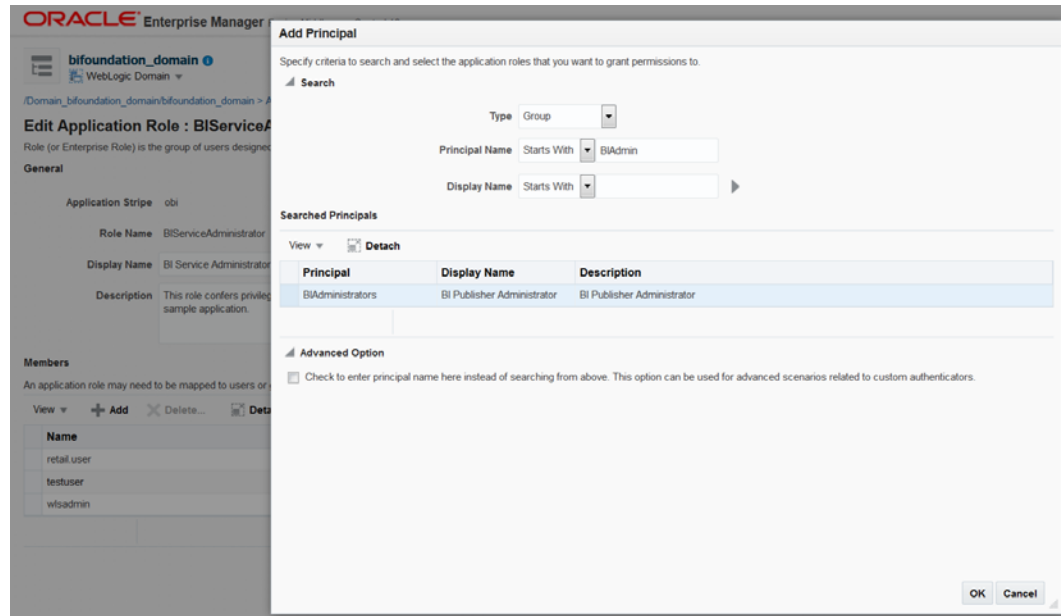 ORACLE Enterprise Manager
bifoundation_domain
WebLogic Domain
/Domain_bifoundation_domain/bifoundation_domain > A
Edit Application Role : BIServiceA
Role (or Enterprise Role) is the group of users designed
General
Application Stripe obi
Role Name BIServiceAdministrator
Display Name BI Service Administrator
Description This role confers privileg
sample application.
Members
An application role may need to be mapped to users or
View Add Delete... Deta
Name
retail.user
testuser
wlsadmin
Add Principal
Specify criteria to search and select the application roles that you want to grant permissions to.
Search
Type Group
Principal Name Starts With BIAdmin
Display Name Starts With
Searched Principals
View Detach
Principal Display Name Description
BIAdministrators BI Publisher Administrator BI Publisher Administrator
Advanced Option
Check to enter principal name here instead of searching from above. This option can be used for advanced scenarios related to custom authenticators.
OK Cancel